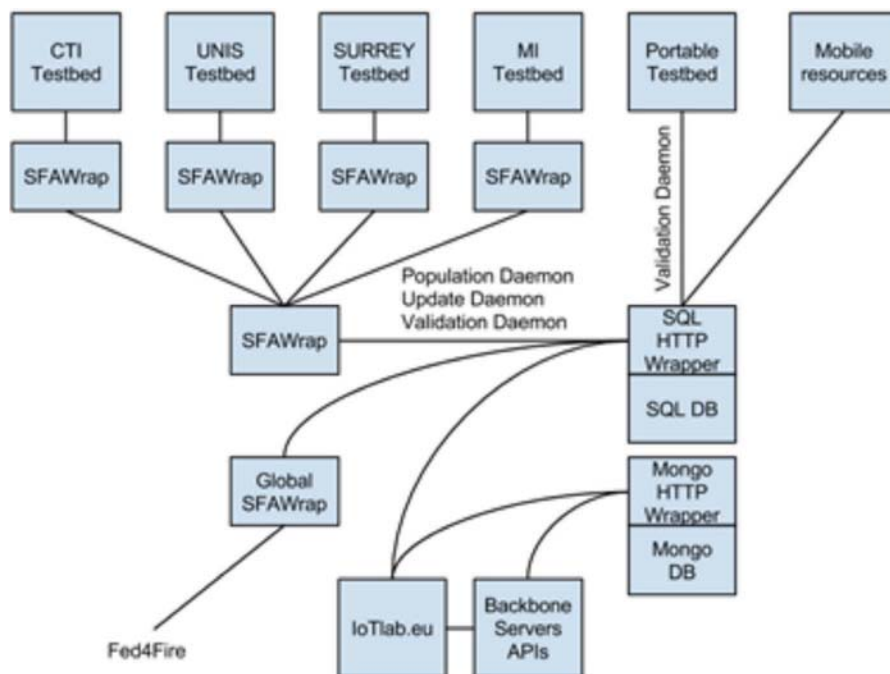 CTI
Testbed
UNIS
Testbed
SURREY
Testbed
MI
Testbed
Portable
Testbed
Mobile
resources
SFAWrap
SFAWrap
SFAWrap
SFAWrap
Validation Daemon
Population Daemon
Update Daemon
Validation Daemon
SFAWrap
SQL
HTTP
Wrapper
SQL DB
Global
SFAWrap
Mongo
HTTP
Wrapper
Mongo
DB
Fed4Fire
IoTlab.eu
Backbone
Servers
APIs